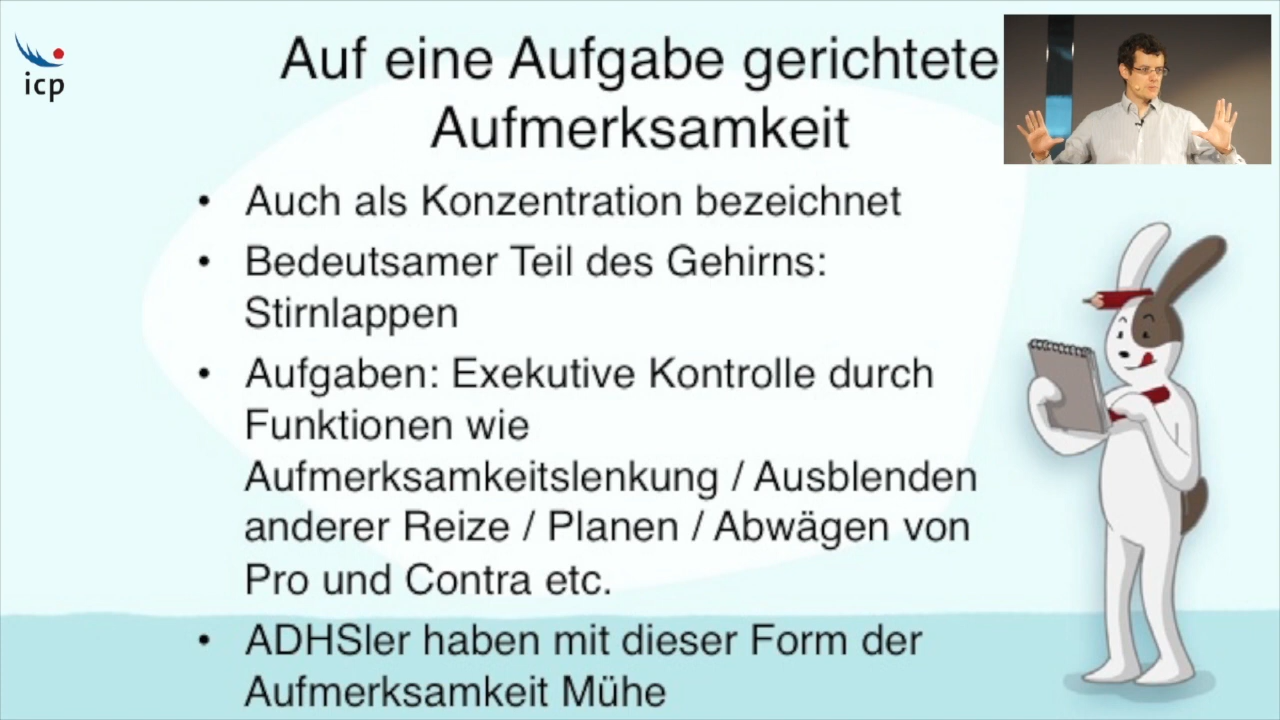 icp
Auf eine Aufgabe gerichtete
Aufmerksamkeit
• Auch als Konzentration bezeichnet
• Bedeutsamer Teil des Gehirns:
Stirnlappen
• Aufgaben: Exekutive Kontrolle durch
Funktionen wie
Aufmerksamkeitslenkung / Ausblenden
anderer Reize / Planen / Abwägen von
Pro und Contra etc.
• ADHSler haben mit dieser Form der
Aufmerksamkeit Mühe